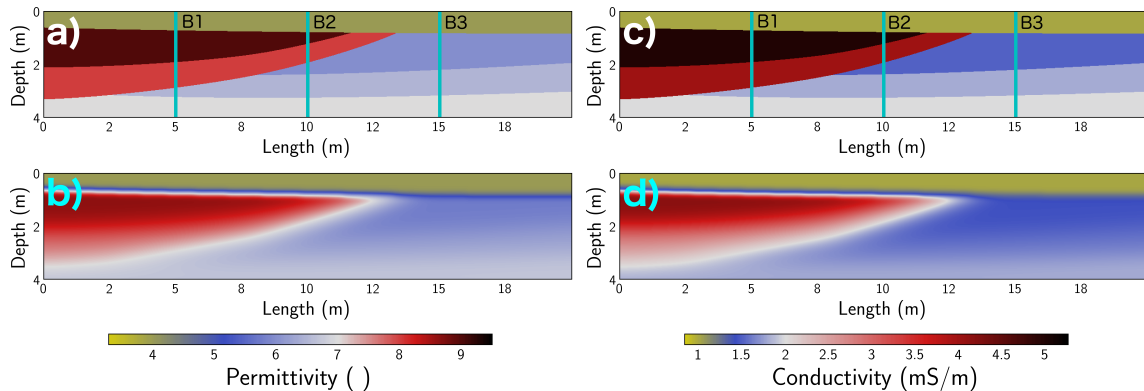 a)
B1
B2
B3
0
2
4
Depth (m)
0
2
5
8
10
12
15
18
Length (m)
c)
B1
B2
B3
0
2
4
Depth (m)
0
2
5
8
10
12
15
18
Length (m)
b)
0
2
4
Depth (m)
0
2
5
8
10
12
15
18
Length (m)
d)
0
2
4
Depth (m)
0
2
5
8
10
12
15
18
Length (m)
4 5 6 7 8 9
Permittivity ( )
1 1.5 2 2.5 3 3.5 4 4.5 5
Conductivity (mS/m)